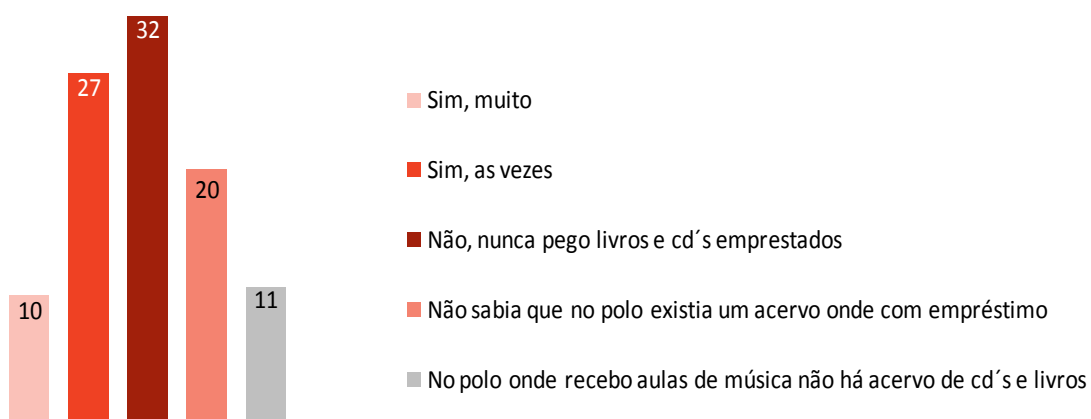 32
27
20
10
11
Sim, muito
Sim, as vezes
Não, nunca pego livros e cd´s emprestados
Não sabia que no polo existia um acervo onde com empréstimo
No polo onde recebo aulas de música não há acervo de cd´s e livros